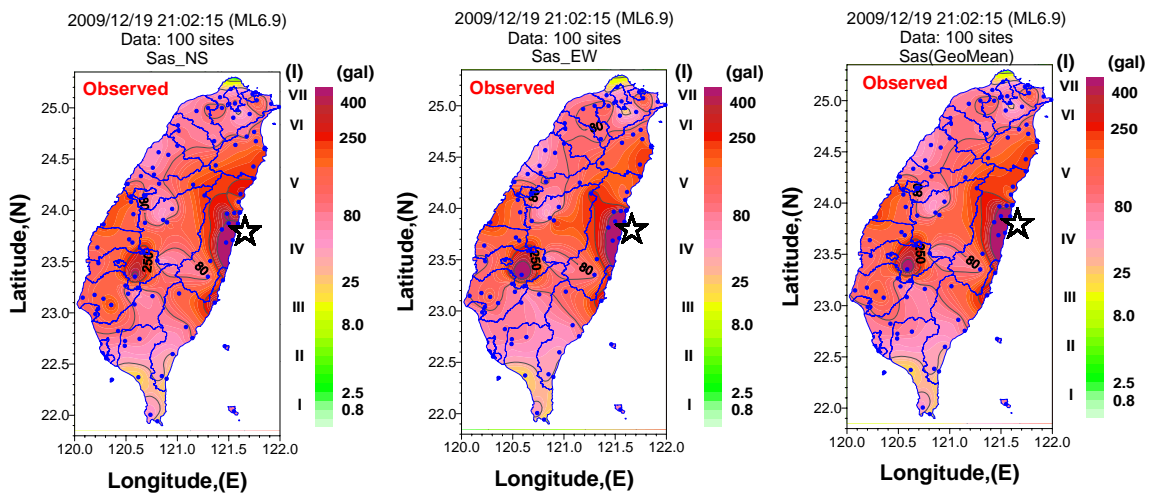 2009/12/19 21:02:15 (ML6.9)
Data: 100 sites
Sas_NS
Observed
(I)
(gal)
VII
VI
V
IV
III
II
I
400
250
80
25
8.0
2.5
0.8
80
250
80
25.0
24.5
24.0
23.5
23.0
22.5
22.0
Latitude,(N)
120.0 120.5 121.0 121.5 122.0
Longitude,(E)
2009/12/19 21:02:15 (ML6.9)
Data: 100 sites
Sas_EW
Observed
(I)
(gal)
VII
VI
V
IV
III
II
I
400
250
80
25
8.0
2.5
0.8
80
80
250
80
25.0
24.5
24.0
23.5
23.0
22.5
22.0
Latitude,(N)
120.0 120.5 121.0 121.5 122.0
Longitude,(E)
2009/12/19 21:02:15 (ML6.9)
Data: 100 sites
Sas(GeoMean)
Observed
(I)
(gal)
VII
VI
V
IV
III
II
I
400
250
80
25
8.0
2.5
0.8
80
250
80
25.0
24.5
24.0
23.5
23.0
22.5
22.0
Latitude,(N)
120.0 120.5 121.0 121.5 122.0
Longitude,(E)